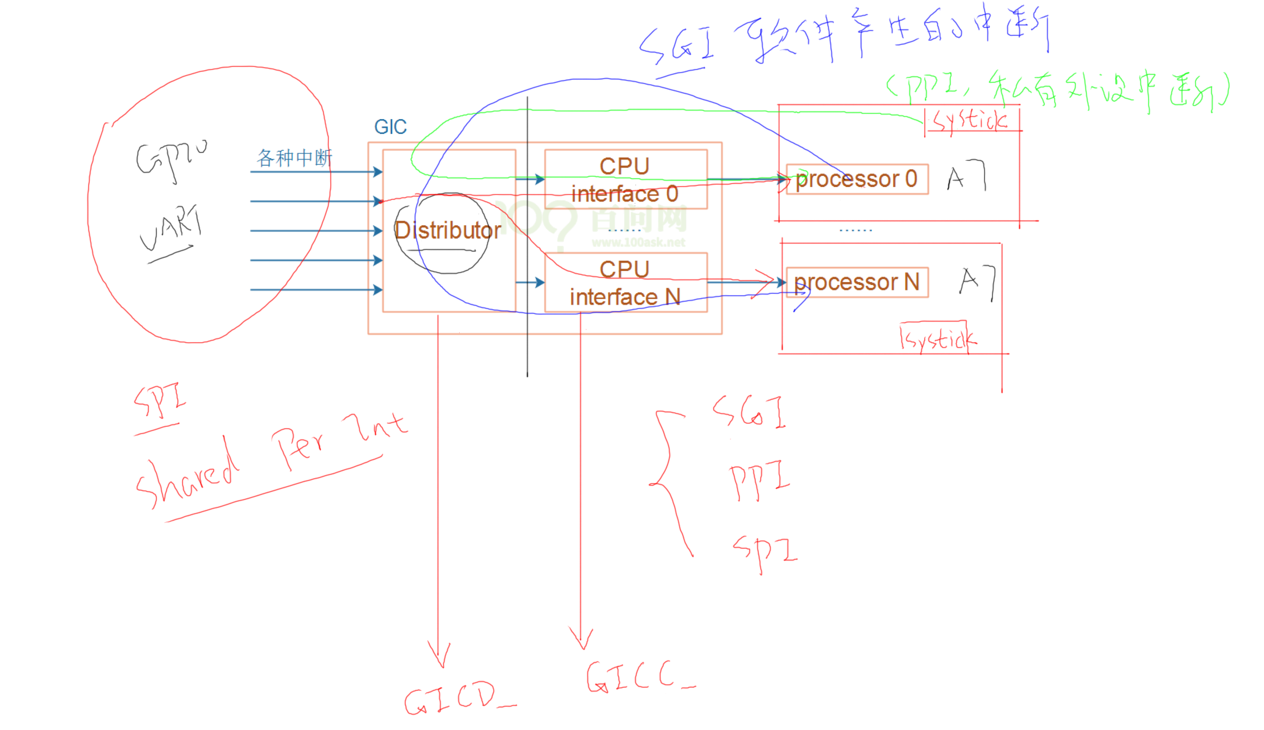 SGI 软件产生的中断
(PPI, 私有外设中断)
systick
GIC
GPIO
各种中断
CPU
interface 0
processor 0
A7
UART
Distributor
百问网
www.100ask.net
......
......
CPU
interface N
processor N
A7
systick
SPI
shared Per Int
SGI
PPI
SPI
GICD_
GICC_